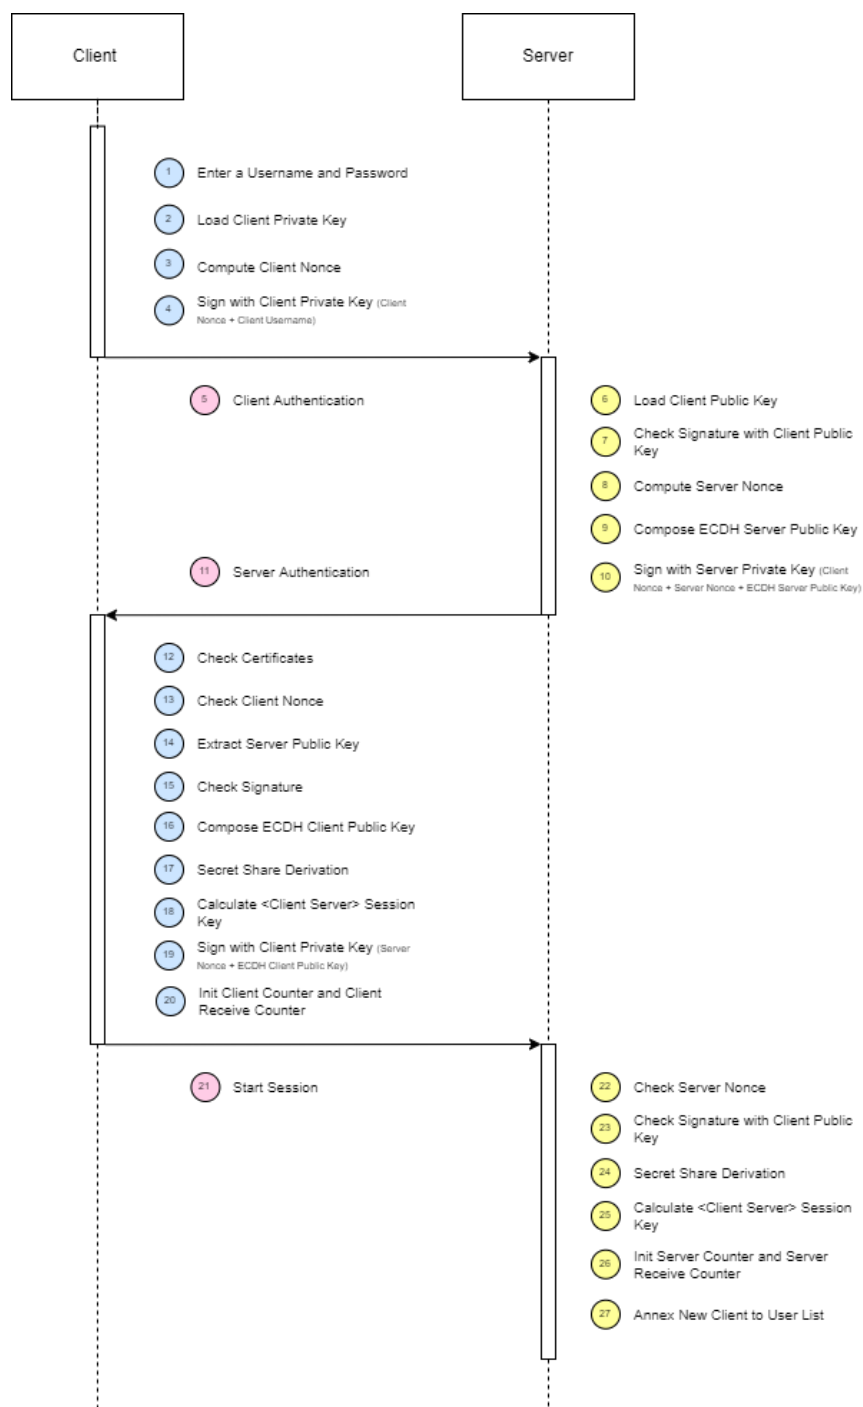 Client
Server
1
Enter a Username and Password
2
Load Client Private Key
3
Compute Client Nonce
4
Sign with Client Private Key (Client
Nonce + Client Username)
5
Client Authentication
6
Load Client Public Key
7
Check Signature with Client Public
Key
8
Compute Server Nonce
9
Compose ECDH Server Public Key
10
Sign with Server Private Key (Client
Nonce + Server Nonce + ECDH Server Public Key)
11
Server Authentication
12
Check Certificates
13
Check Client Nonce
14
Extract Server Public Key
15
Check Signature
16
Compose ECDH Client Public Key
17
Secret Share Derivation
18
Calculate <Client Server> Session
Key
19
Sign with Client Private Key (Server
Nonce + ECDH Client Public Key)
20
Init Client Counter and Client
Receive Counter
21
Start Session
22
Check Server Nonce
23
Check Signature with Client Public
Key
24
Secret Share Derivation
25
Calculate <Client Server> Session
Key
26
Init Server Counter and Server
Receive Counter
27
Annex New Client to User List